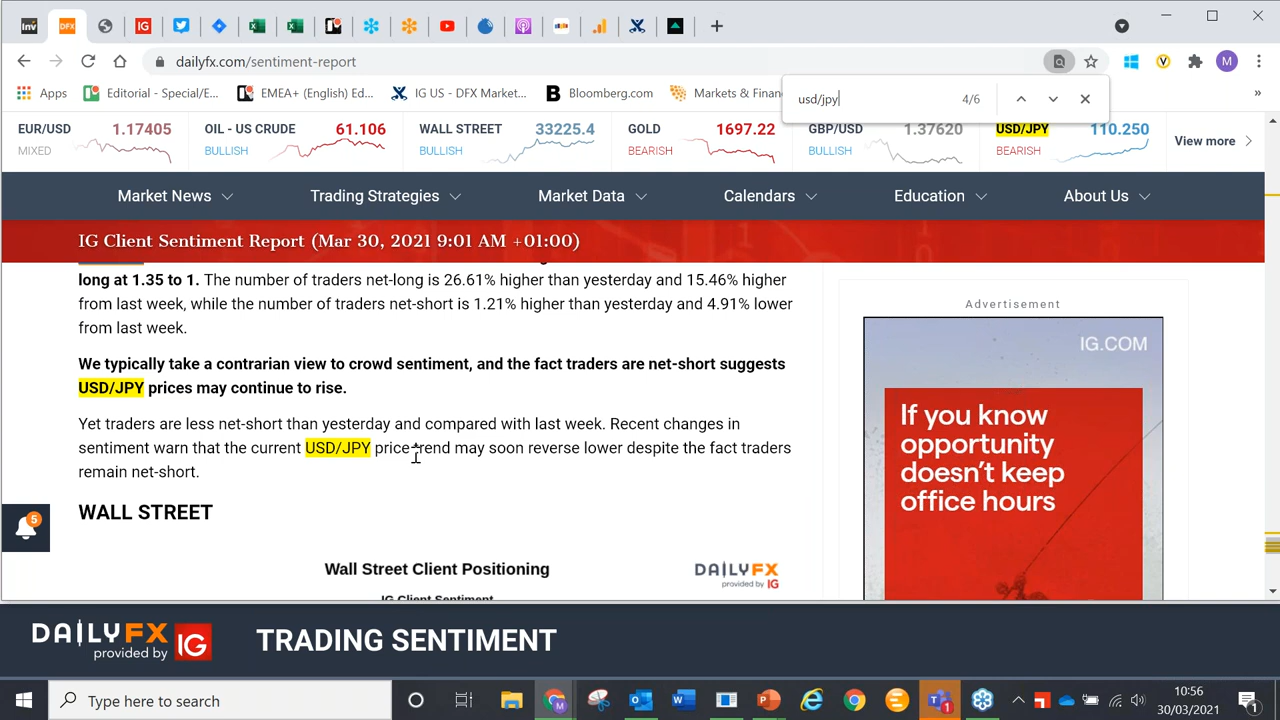 dailyfx.com/sentiment-report
M
Apps
Editorial - Special/E...
EMEA+ (English) Ed...
IG US - DFX Market...
Bloomberg.com
Markets & Finan
usd/jpy
4/6
EUR/USD 1.17405
MIXED
OIL - US CRUDE 61.106
BULLISH
WALL STREET 33225.4
BULLISH
GOLD 1697.22
BEARISH
GBP/USD 1.37620
BULLISH
USD/JPY 110.250
BEARISH
View more
Market News
Trading Strategies
Market Data
Calendars
Education
About Us
IG Client Sentiment Report (Mar 30, 2021 9:01 AM +01:00)
long at 1.35 to 1. The number of traders net-long is 26.61% higher than yesterday and 15.46% higher
from last week, while the number of traders net-short is 1.21% higher than yesterday and 4.91% lower
from last week.
We typically take a contrarian view to crowd sentiment, and the fact traders are net-short suggests
USD/JPY prices may continue to rise.
Yet traders are less net-short than yesterday and compared with last week. Recent changes in
sentiment warn that the current USD/JPY price trend may soon reverse lower despite the fact traders
remain net-short.
5
WALL STREET
Wall Street Client Positioning
DAILYFX
provided by IG
IG Client Sentiment
Advertisement
IG.COM
If you know
opportunity
doesn't keep
office hours
DAILYFX
provided by IG
TRADING SENTIMENT
Type here to search
1
10:56
30/03/2021
1